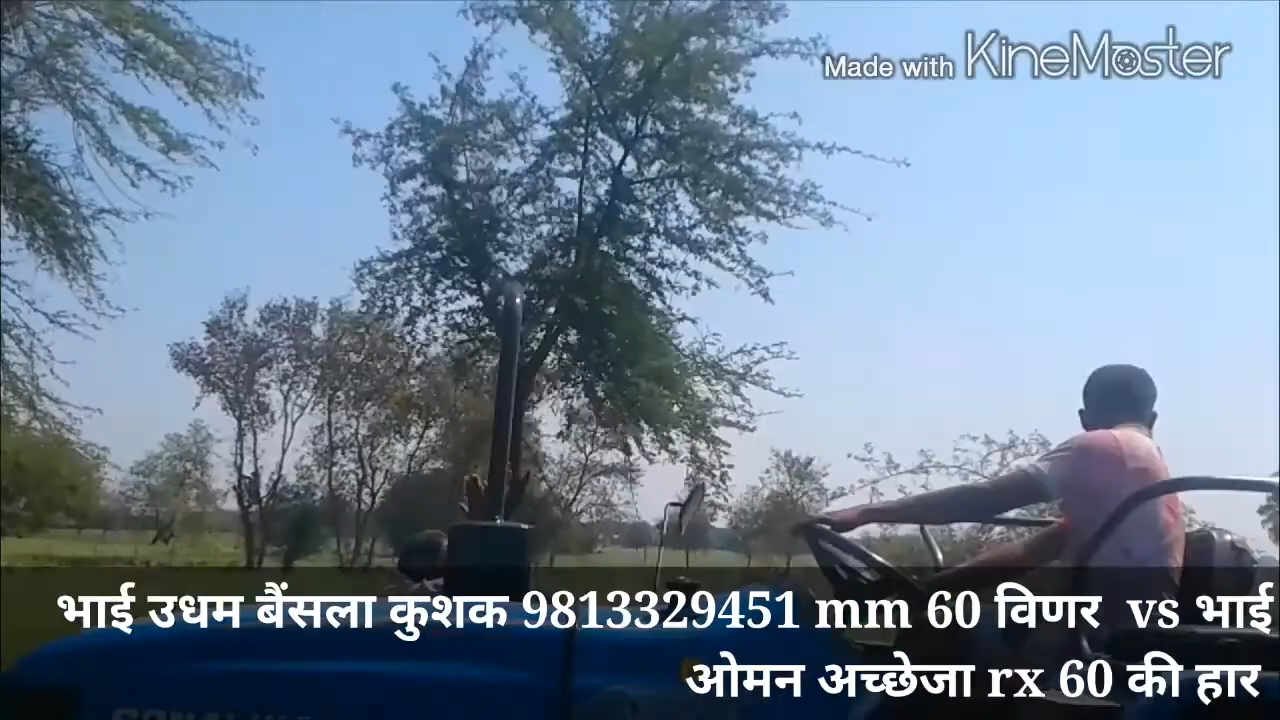 Made with KineMaster
भाई उधम बैंसला कुशक 9813329451 mm 60 विणर vs भाई
ओमन अच्छेजा rx 60 की हार